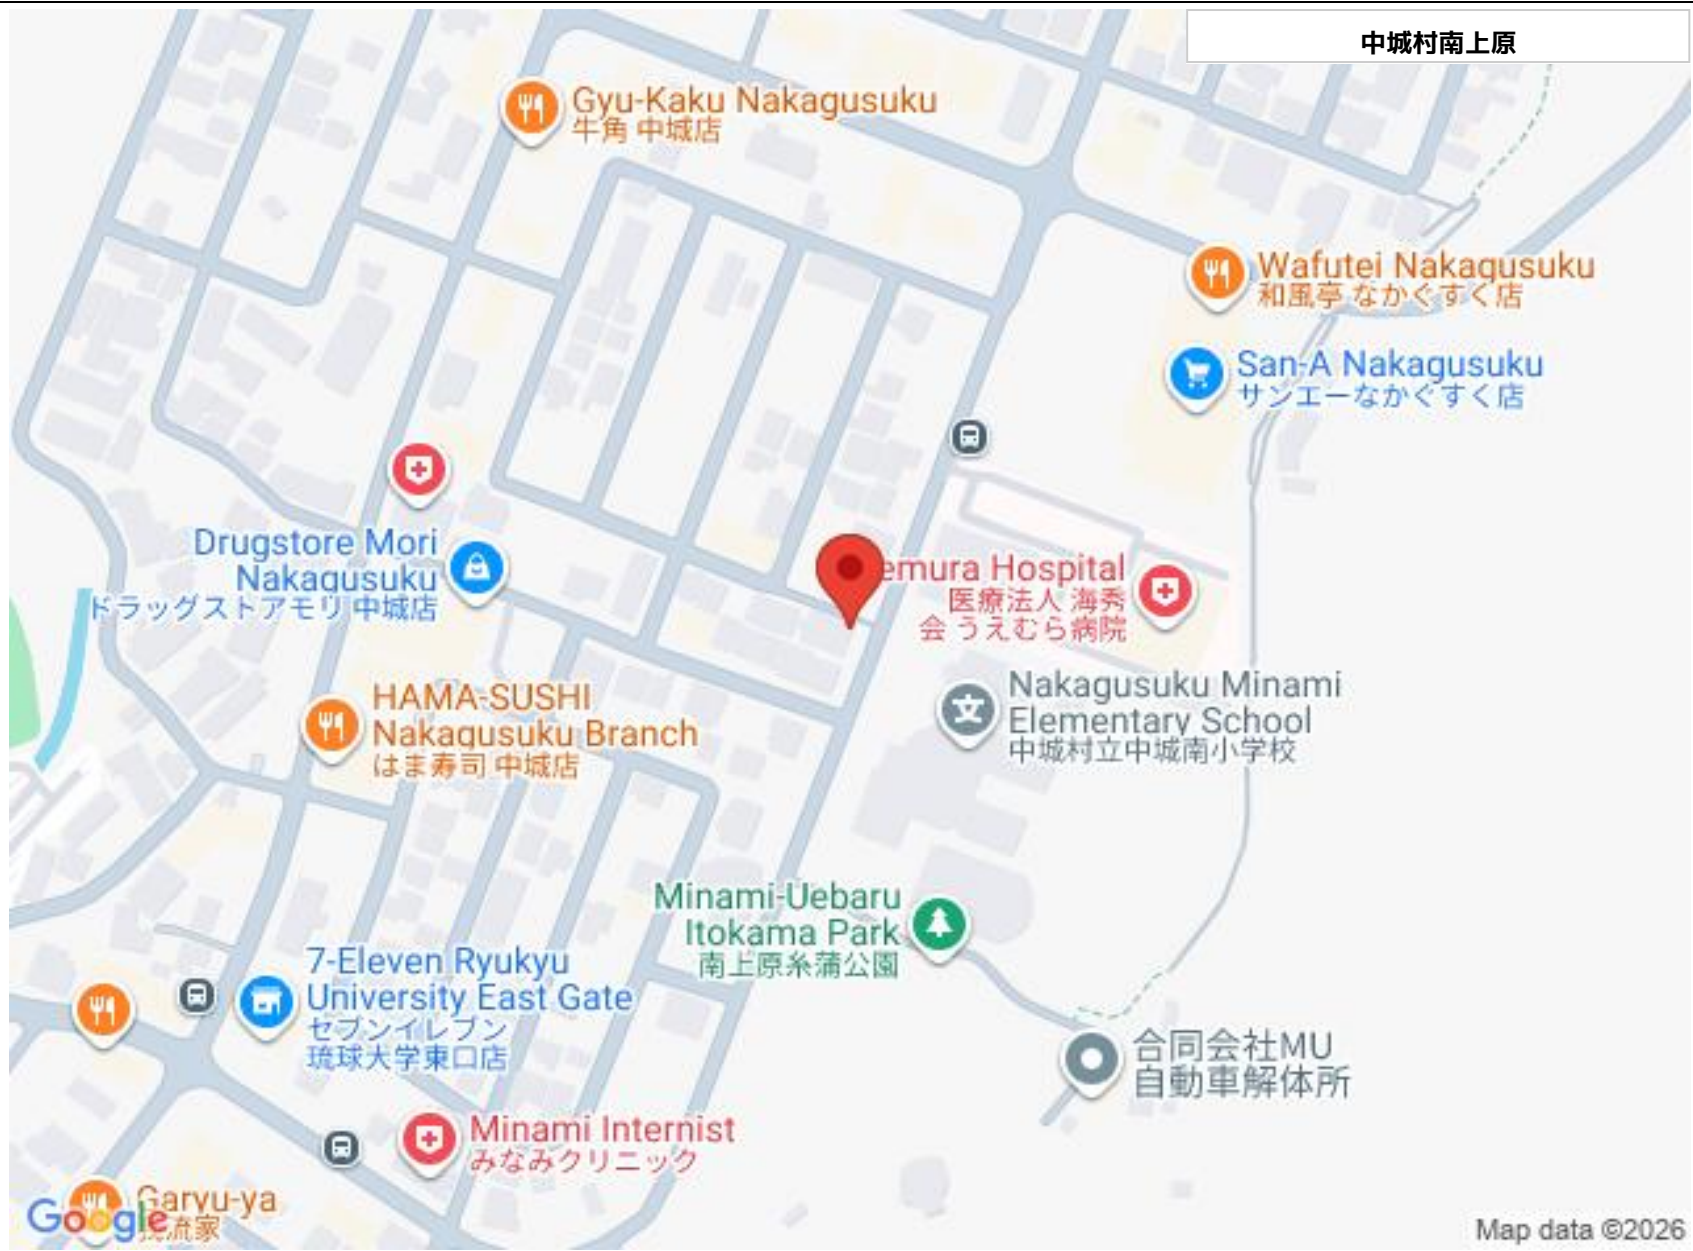 中城村南上原
Gyu-Kaku Nakagusuku
牛角 中城店
Wafutei Nakagusuku
和風亭 なかぐすく店
San-A Nakagusuku
サンエーなかぐすく店
Drugstore Mori
Nakagusuku
ドラッグストアモリ 中城店
emura Hospital
医療法人 海秀
会 うえむら病院
HAMA-SUSHI
Nakagusuku Branch
はま寿司 中城店
Nakagusuku Minami
Elementary School
中城村立中城南小学校
Minami-Uebaru
Itokama Park
南上原糸蒲公園
7-Eleven Ryukyu
University East Gate
セブンイレブン
琉球大学東口店
合同会社MU
自動車解体所
Minami Internist
みなみクリニック
Garyu-ya
流家
Google
Map data ©2026